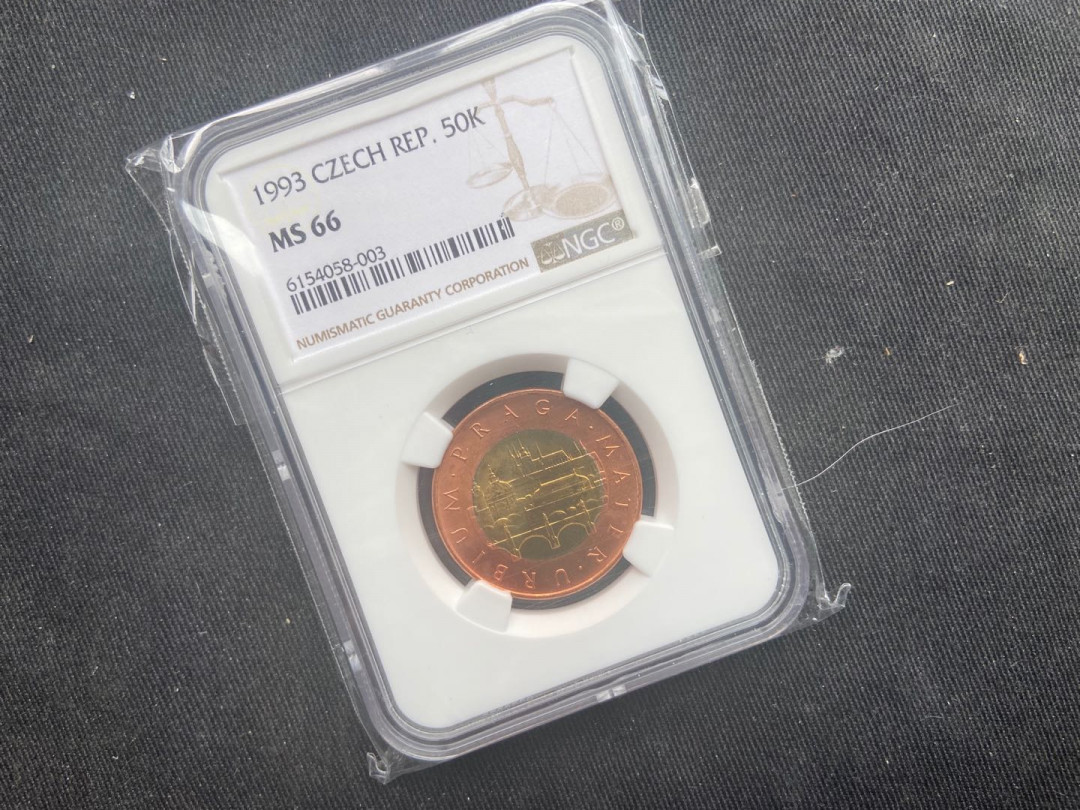 1993 CZECH REP. 50K
MS 66
6154058-003
NGC®
NUMISMATIC GUARANTY CORPORATION
PRAGA · MATER · URBIUM ·